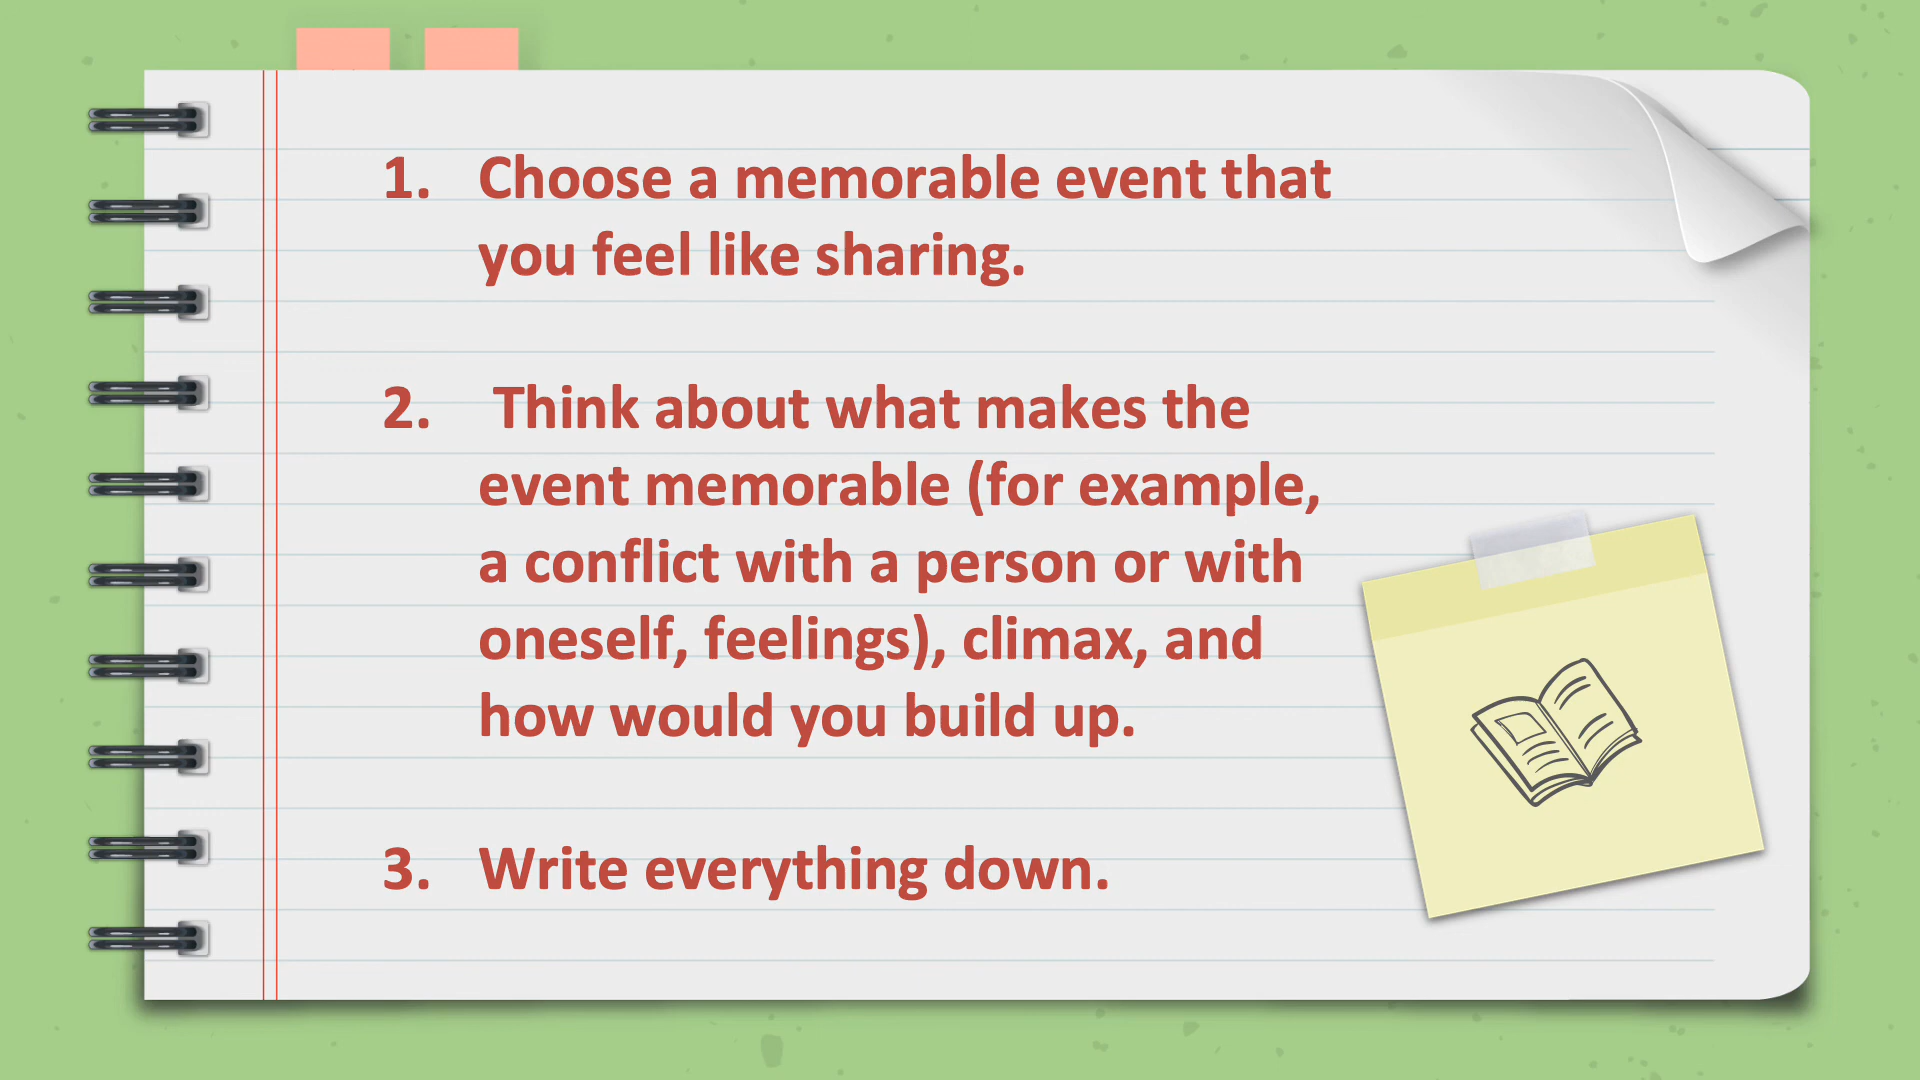 1. Choose a memorable event that
you feel like sharing.
2. Think about what makes the
event memorable (for example,
a conflict with a person or with
oneself, feelings), climax, and
how would you build up.
3. Write everything down.